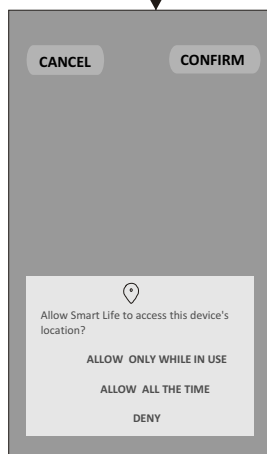 CANCEL
CONFIRM
Allow Smart Life to access this device's
location?
ALLOW ONLY WHILE IN USE
ALLOW ALL THE TIME
DENY